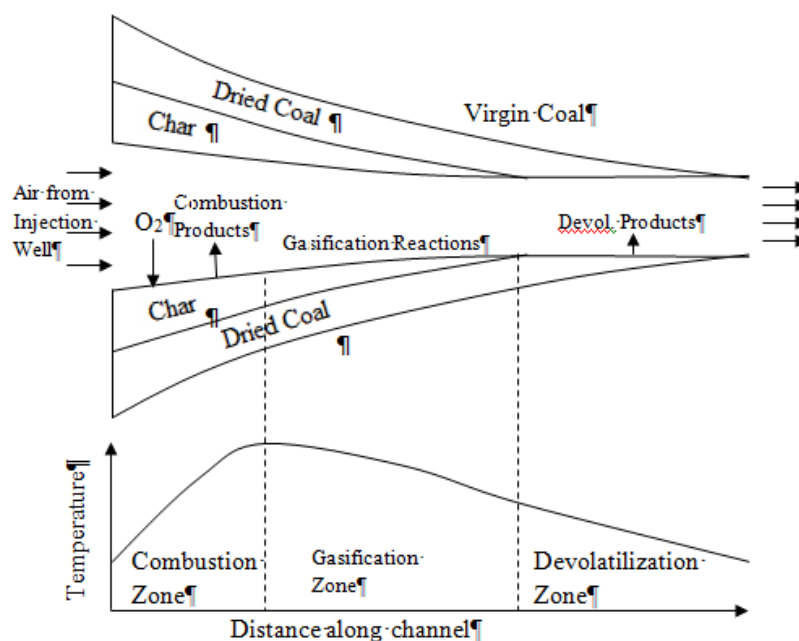 Dried Coal ¶
Virgin·Coal¶
Char ¶
Air·from·
Injection·
Well¶
O₂¶
Combustion·
Products¶
Gasification·Reactions¶
Devol.·Products¶
Char ¶
Dried Coal
¶
Temperature¶
Combustion·
Zone¶
Gasification·
Zone¶
Devolatilization·
Zone¶
Distance·along·channel¶